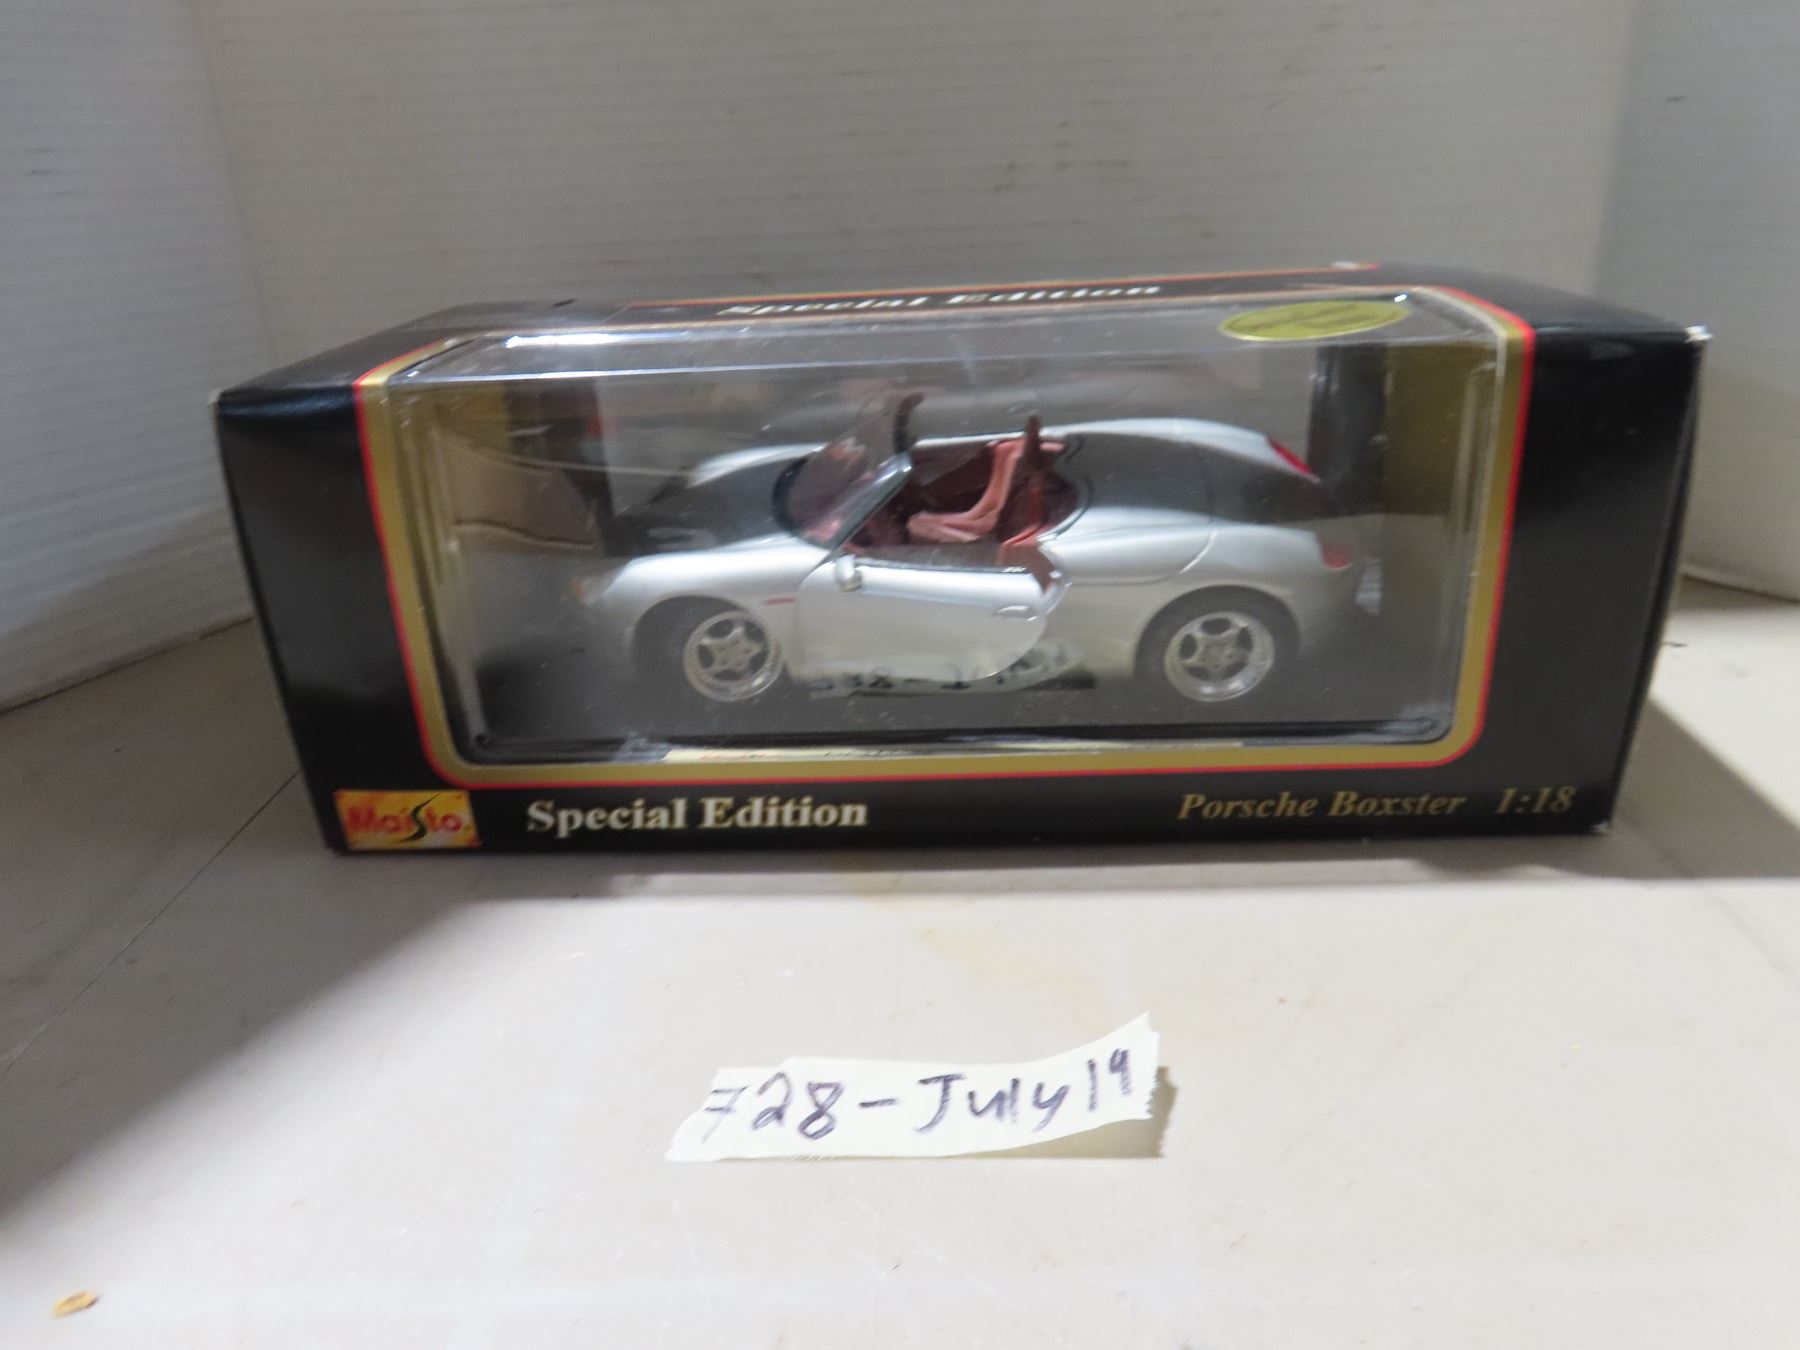 Special Edition
Maisto
Special Edition
Porsche Boxster 1:18
728-July 19